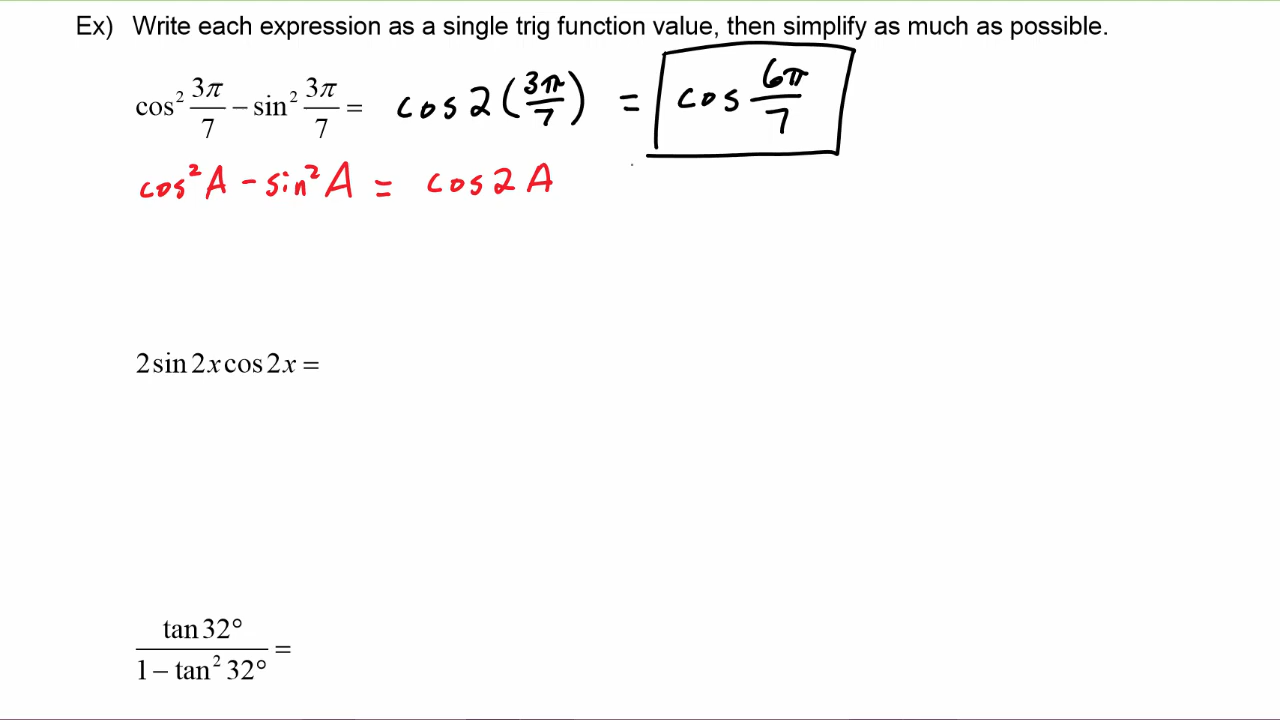 Ex) Write each expression as a single trig function value, then simplify as much as possible.
cos² 3π/7 − sin² 3π/7 = cos 2(3π/7) = cos 6π/7
cos²A − sin²A = cos 2A
2 sin 2x cos 2x =
tan 32° / 1 − tan² 32° =